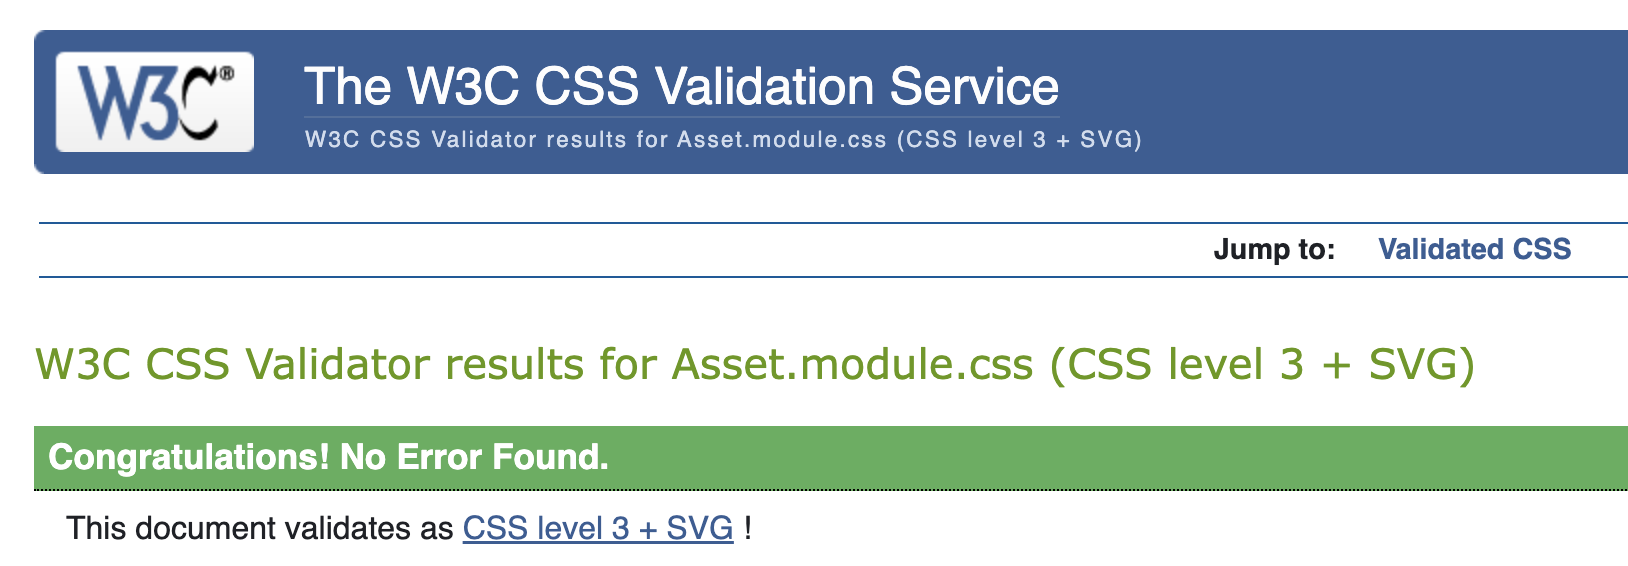 W3C®
The W3C CSS Validation Service
W3C CSS Validator results for Asset.module.css (CSS level 3 + SVG)
Jump to: Validated CSS
W3C CSS Validator results for Asset.module.css (CSS level 3 + SVG)
Congratulations! No Error Found.
This document validates as CSS level 3 + SVG !